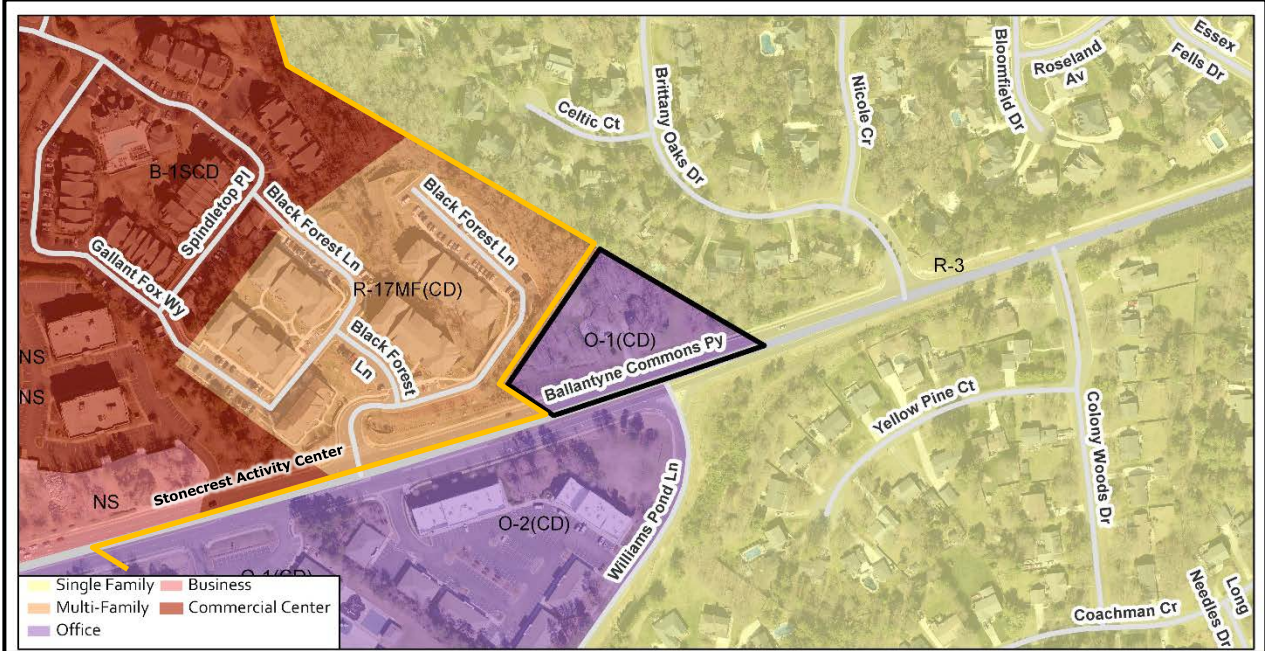 Essex
Fells Dr
Roseland
Av
Bloomfield Dr
Nicole Cr
Brittany Oaks Dr
Celtic Ct
B-1SCD
Spindletop Pl
Black Forest Ln
Black Forest Ln
Gallant Fox Wy
R-17MF(CD)
R-3
O-1(CD)
Ballantyne Commons Py
Black Forest
Ln
NS
NS
Yellow Pine Ct
Colony Woods Dr
Stonecrest Activity Center
NS
O-2(CD)
Williams Pond Ln
O-1(CD)
Coachman Cr
Long
Needles Dr
Single Family
Business
Multi-Family
Commercial Center
Office